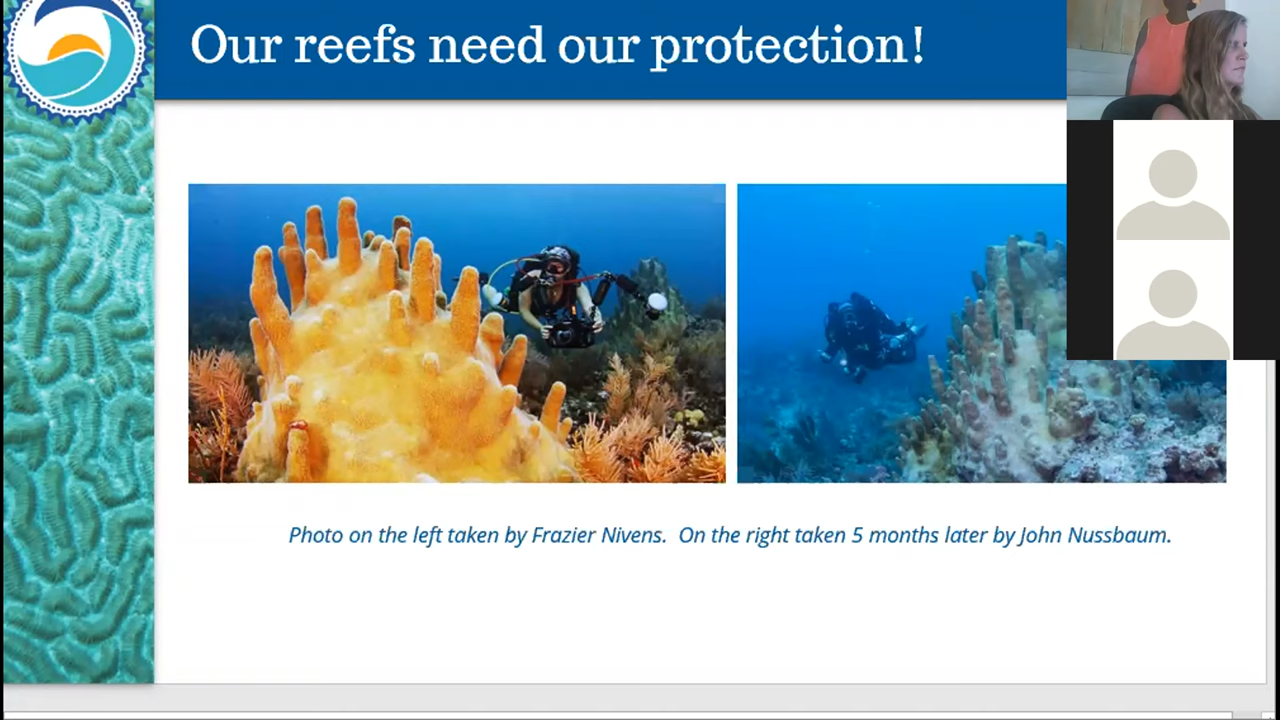 Our reefs need our protection!
Photo on the left taken by Frazier Nivens.  On the right taken 5 months later by John Nussbaum.